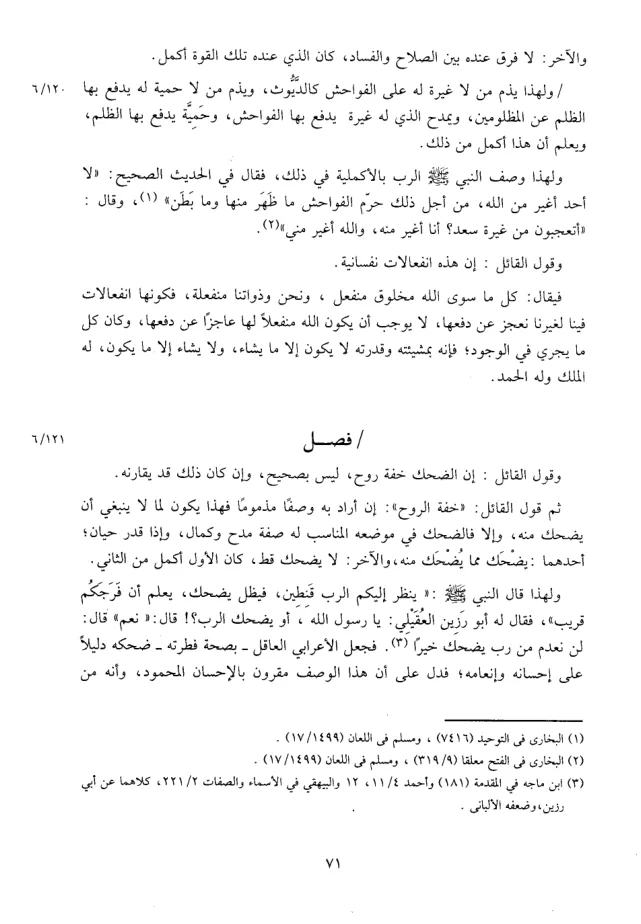 والآخر: لا فرق عنده بين الصلاح والفساد، كان الذي عنده تلك القوة أكمل.
٦/١٢٠ /ولهذا يذم من لا غيرة له على الفواحش كالدَّيُّوث، ويذم من لا حمية له يدفع بها
الظلم عن المظلومين، ويمدح الذي له غيرة يدفع بها الفواحش، وحَمِيَّة يدفع بها الظلم،
ويعلم أن هذا أكمل من ذلك.
ولهذا وصف النبي ﷺ الرب بالأكملية في ذلك، فقال في الحديث الصحيح: «لا
أحد أغير من الله، من أجل ذلك حرّم الفواحش ما ظَهَر منها وما بَطَن» (١)، وقال :
«أتعجبون من غيرة سعد؟ أنا أغير منه، والله أغير مني»(٢).
وقول القائل : إن هذه انفعالات نفسانية.
فيقال: كل ما سوى الله مخلوق منفعل ، ونحن وذواتنا منفعلة، فكونها انفعالات
فينا لغيرنا نعجز عن دفعها، لا يوجب أن يكون الله منفعلاً لها عاجزًا عن دفعها، وكان كل
ما يجري في الوجود؛ فإنه بمشيئته وقدرته لا يكون إلا ما يشاء، ولا يشاء إلا ما يكون، له
الملك وله الحمد.
٦/١٢١ / فصـــل
وقول القائل : إن الضحك خفة روح، ليس بصحيح، وإن كان ذلك قد يقارنه.
ثم قول القائل: «خفة الروح»: إن أراد به وصفًا مذمومًا فهذا يكون لما لا ينبغي أن
يضحك منه، وإلا فالضحك في موضعه المناسب له صفة مدح وكمال، وإذا قدر حيان؛
أحدهما :يضْحَك مما يُضْحَك منه،والآخر: لا يضحك قط، كان الأول أكمل من الثاني.
ولهذا قال النبي ﷺ :« ينظر إليكم الرب قَنِطِين، فيظل يضحك، يعلم أن فَرَجَكُم
قريب»، فقال له أبو رَزِين العُقَيْلِي: يا رسول الله ، أو يضحك الرب؟! قال:« نعم» قال:
لن نعدم من رب يضحك خيرًا (٣). فجعل الأعرابي العاقل ـ بصحة فطرته ـ ضحكه دليلاً
على إحسانه وإنعامه؛ فدل على أن هذا الوصف مقرون بالإحسان المحمود، وأنه من
(١) البخارى فى التوحيد (٧٤١٦) ، ومسلم فى اللعان (١٧/١٤٩٩) .
(٢) البخارى فى الفتح معلقا (٣١٩/٩) ، ومسلم فى اللعان (١٧/١٤٩٩) .
(٣) ابن ماجه في المقدمة (١٨١) وأحمد ١١/٤، ١٢ والبيهقي في الأسماء والصفات ٢٢١/٢، كلاهما عن أبي
رزين،وضعفه الألبانى .
٧١